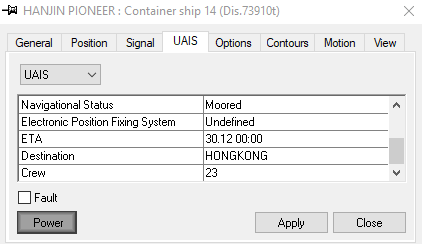 HANJIN PIONEER : Container ship 14 (Dis.73910t)
General Position Signal UAIS Options Contours Motion View
UAIS
Navigational Status Moored
Electronic Position Fixing System Undefined
ETA 30.12 00:00
Destination HONGKONG
Crew 23
Fault
Power Apply Close